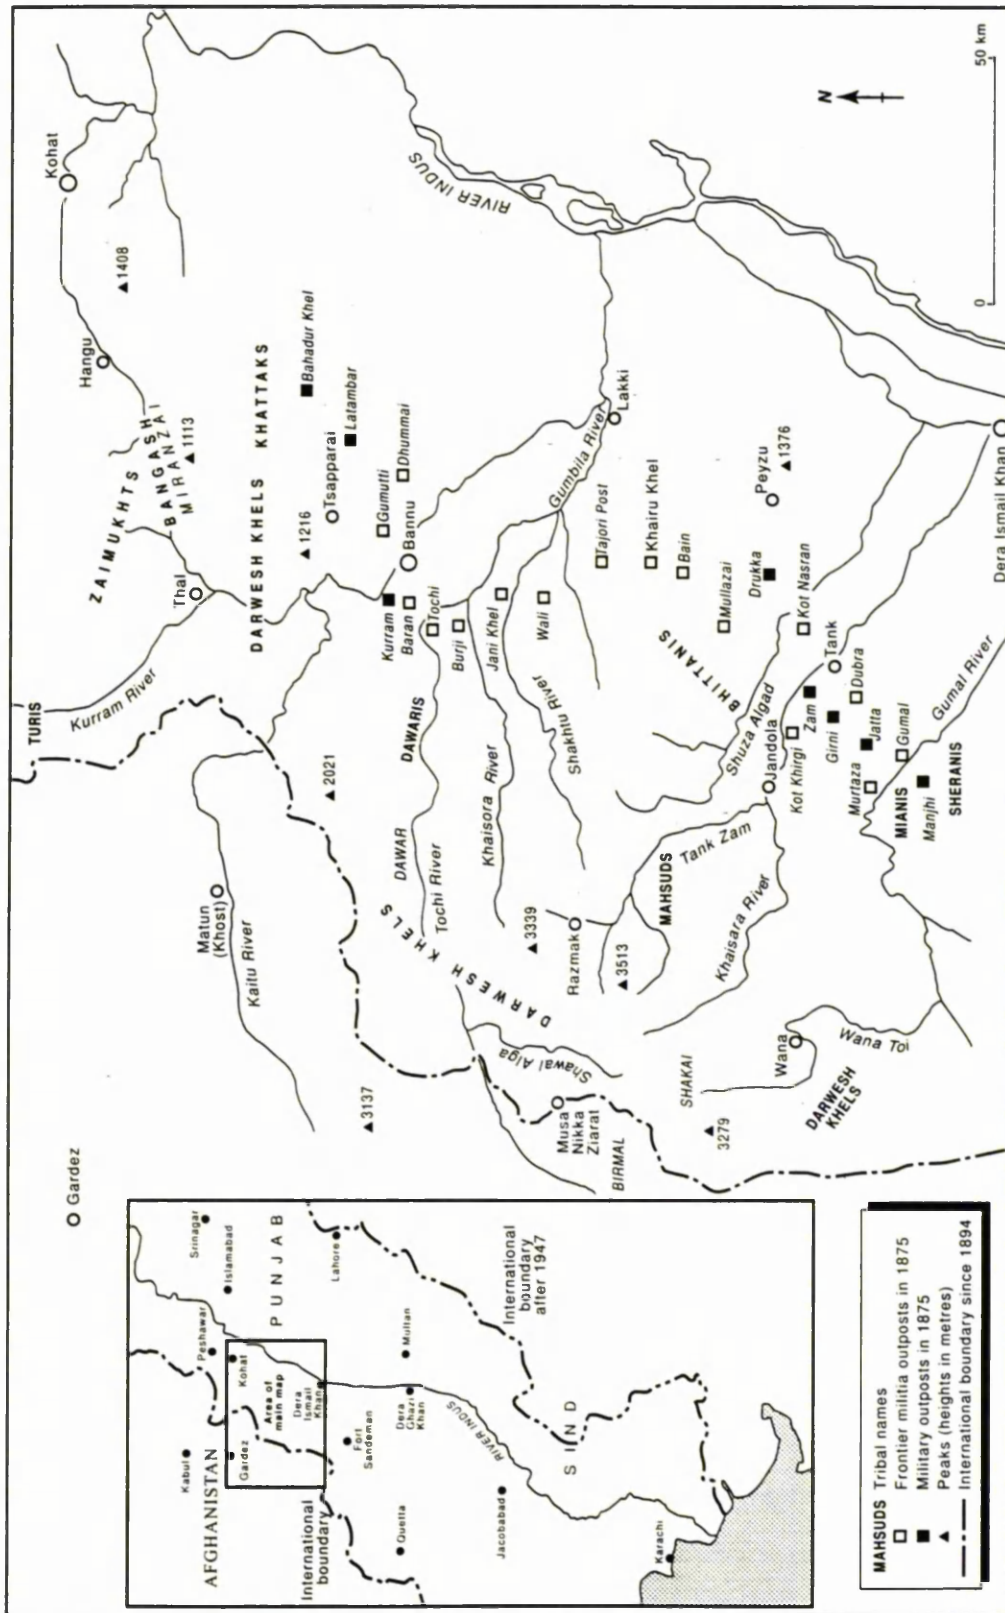 Gardez
Kohat
1408
Hangu
ZAIMUKHTS
BANGASH
MIRANZAI
1113
Thal
TURIS
Kurram River
DARWESH KHELS
KHATTAKS
Bahadur Khel
Latambar
Tsapparai
1216
Gumutti
Dhummai
Bannu
Kurram
Baran
Tochi
Burji
Jani Khel
Wali
RIVER INDUS
Matun
(Khost)
Kaitu River
2021
3137
DAWARIS
DAWAR
Tochi River
DARWESH KHELS
Khaisora River
Shakhtu River
Gumbila River
Lakki
Tajori Post
Khairu Khel
Bain
Mullazai
Peyzu
1376
Drukka
Kot Nasran
BHITTANIS
Shuza Algad
3339
Razmak
3513
MAHSUDS
Tank Zam
Jandola
Kot Khirgi
Zam
Tank
Girni
Dubra
Jatta
Murtaza
Gumal
MIANIS
Manjhi
SHERANIS
Gumal River
Dera Ismail Khan
Khaisara River
Shawal Alga
Musa
Nikka
Ziarat
BIRMAL
SHAKAI
3279
Wana
Wana Toi
DARWESH
KHELS
N
0
50 km
AFGHANISTAN
Kabul
Peshawar
Srinagar
Islamabad
Gardez
Kohat
Area of
main map
Dera
Ismail
Khan
PUNJAB
Lahore
International
boundary
Fort
Sandeman
Multan
Dera
Ghazi
Khan
Quetta
RIVER INDUS
International
boundary
after 1947
Jacobabad
SIND
Karachi
MAHSUDS Tribal names
Frontier militia outposts in 1875
Military outposts in 1875
Peaks (heights in metres)
International boundary since 1894